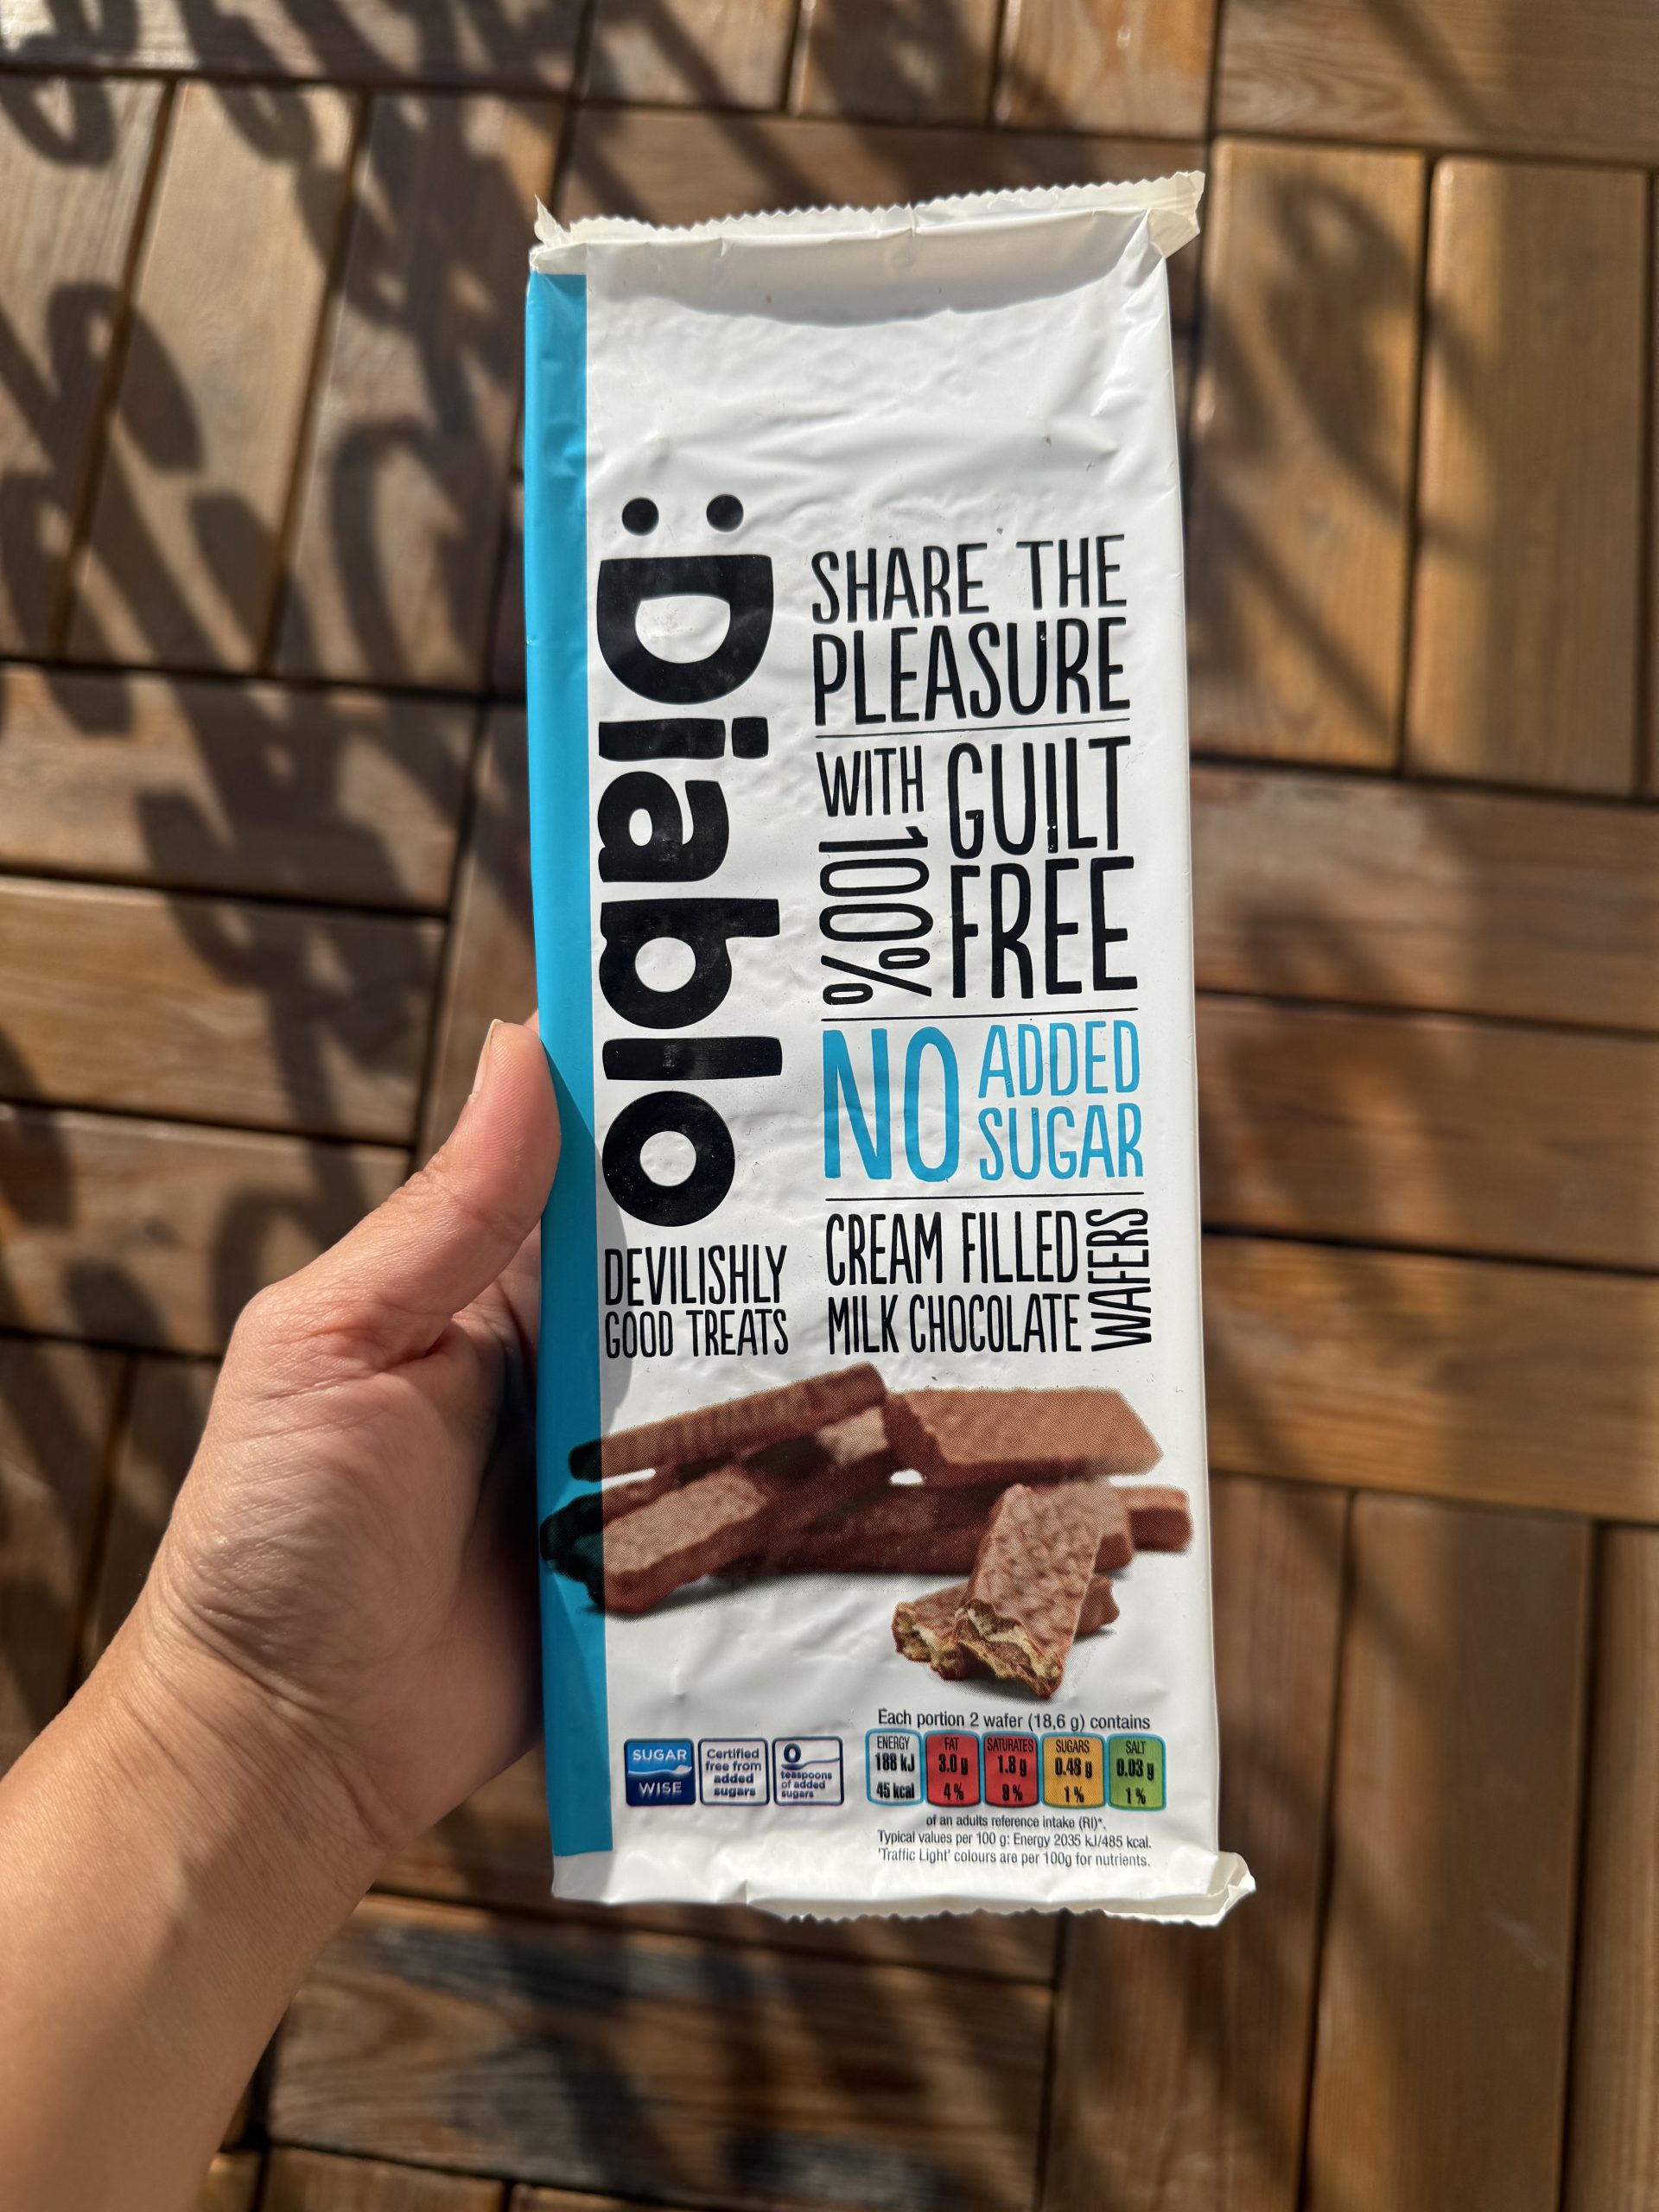 :Diablo
DEVILISHLY
GOOD TREATS
SHARE THE
PLEASURE
WITH 100%
GUILT
FREE
NO ADDED
SUGAR
CREAM FILLED
MILK CHOCOLATE
WAFERS
SUGAR
WISE
Certified
free from
added
sugars
0
teaspoons
of added
sugars
Each portion 2 wafer (18,6 g) contains
ENERGY
188 kJ
45 kcal
FAT
3.0 g
4%
SATURATES
1.8 g
9%
SUGARS
0.48 g
1%
SALT
0.03 g
1%
of an adults reference intake (RI)*.
Typical values per 100 g: Energy 2035 kJ/485 kcal.
'Traffic Light' colours are per 100g for nutrients.